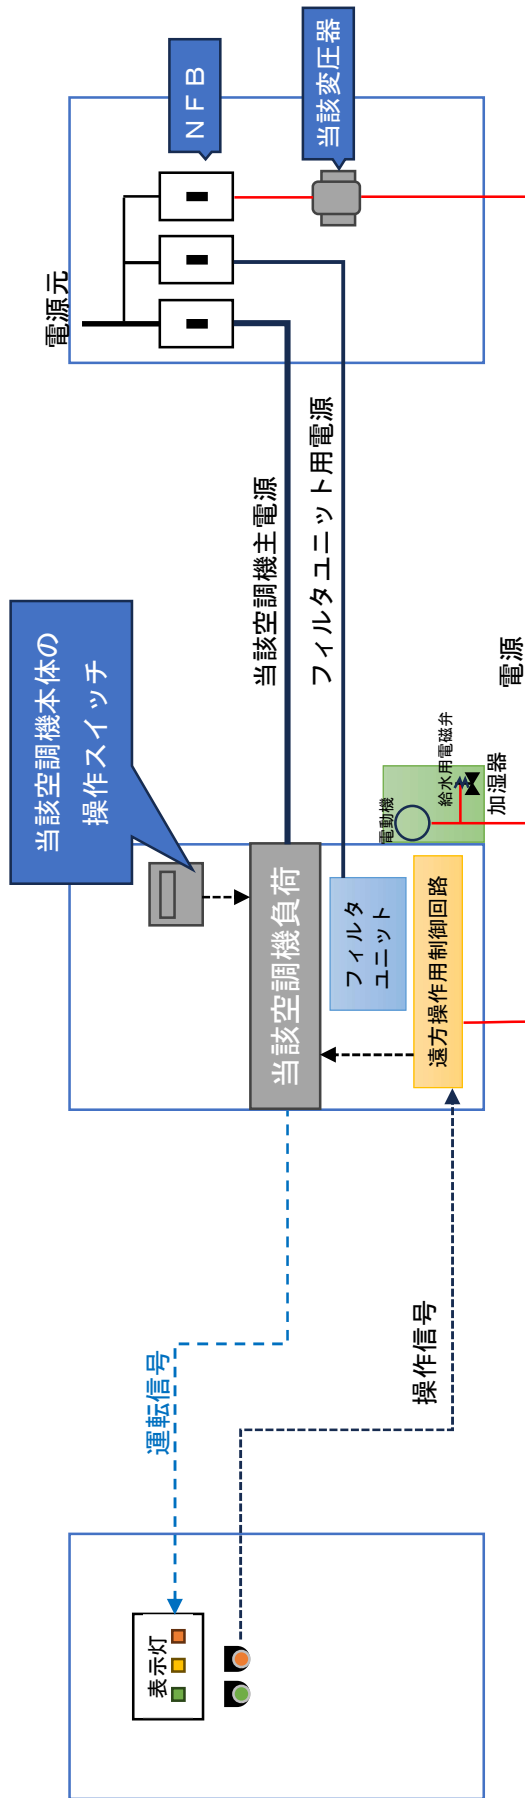 表示灯
運転信号
操作信号
当該空調機本体の
操作スイッチ
当該空調機負荷
フィルタ
ユニット
遠方操作用制御回路
電動機
給水用電磁弁
加湿器
電源
当該空調機主電源
フィルタユニット用電源
電源元
ＮＦＢ
当該変圧器